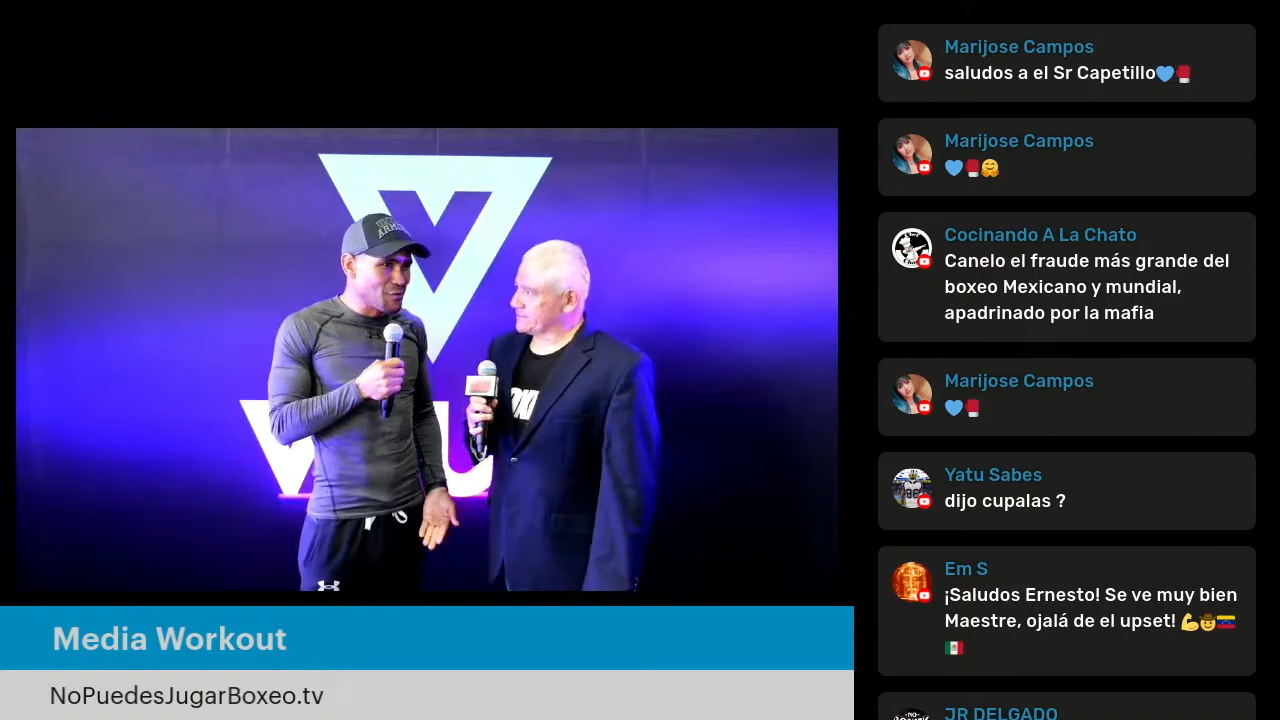 Marijose Campos
saludos a el Sr Capetillo💙🥊
Marijose Campos
💙🥊🤗
Cocinando A La Chato
Canelo el fraude más grande del
boxeo Mexicano y mundial,
apadrinado por la mafia
Marijose Campos
💙🥊
Yatu Sabes
dijo cupalas ?
Em S
¡Saludos Ernesto! Se ve muy bien
Maestre, ojalá de el upset! 💪🤠🇻🇪
🇲🇽
JR DELGADO
Media Workout
NoPuedesJugarBoxeo.tv